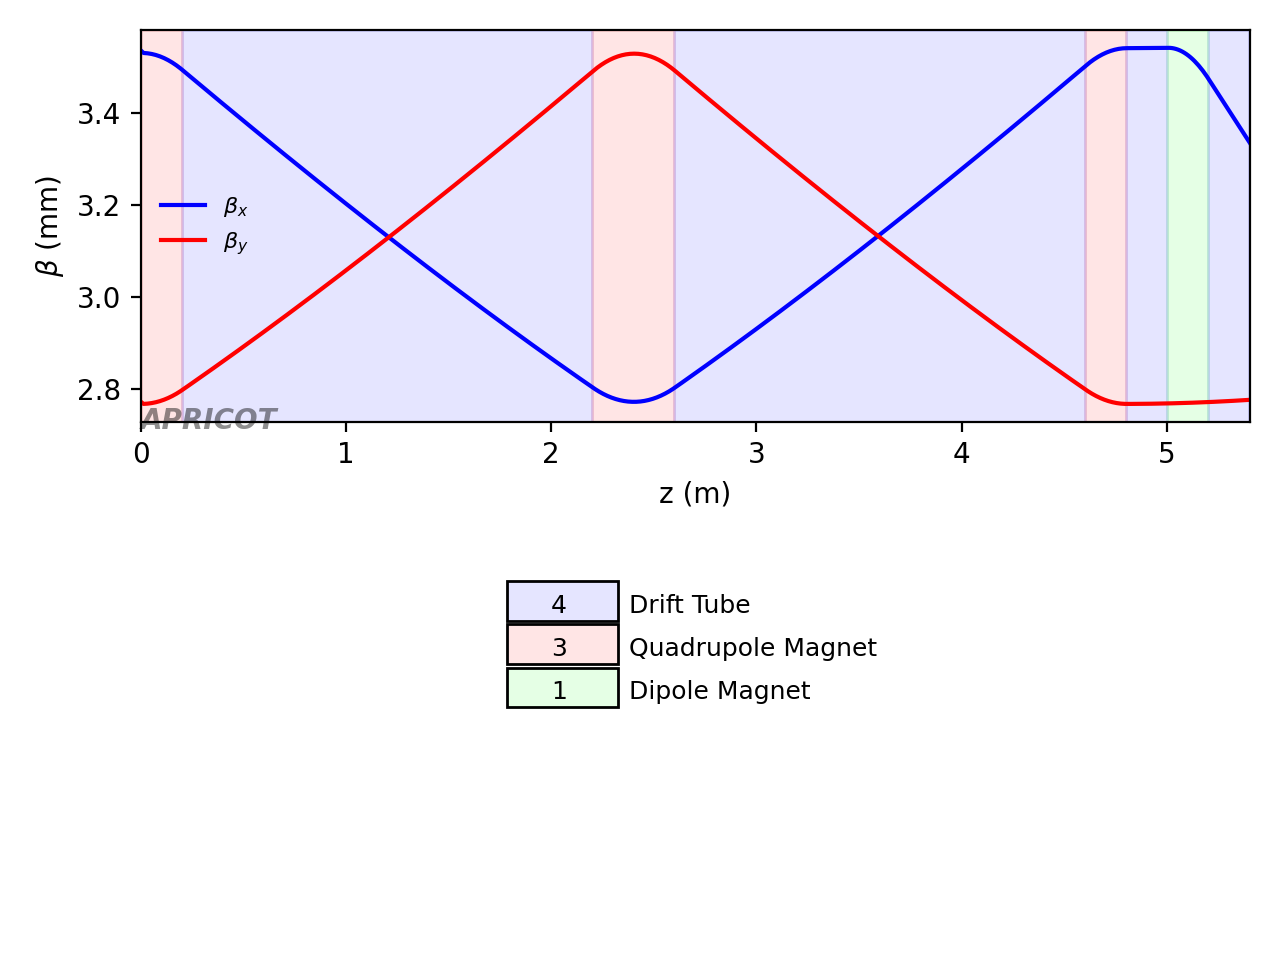 3.4
3.2
3.0
2.8
β (mm)
βx
βy
APRICOT
0 1 2 3 4 5
z (m)
4 Drift Tube
3 Quadrupole Magnet
1 Dipole Magnet